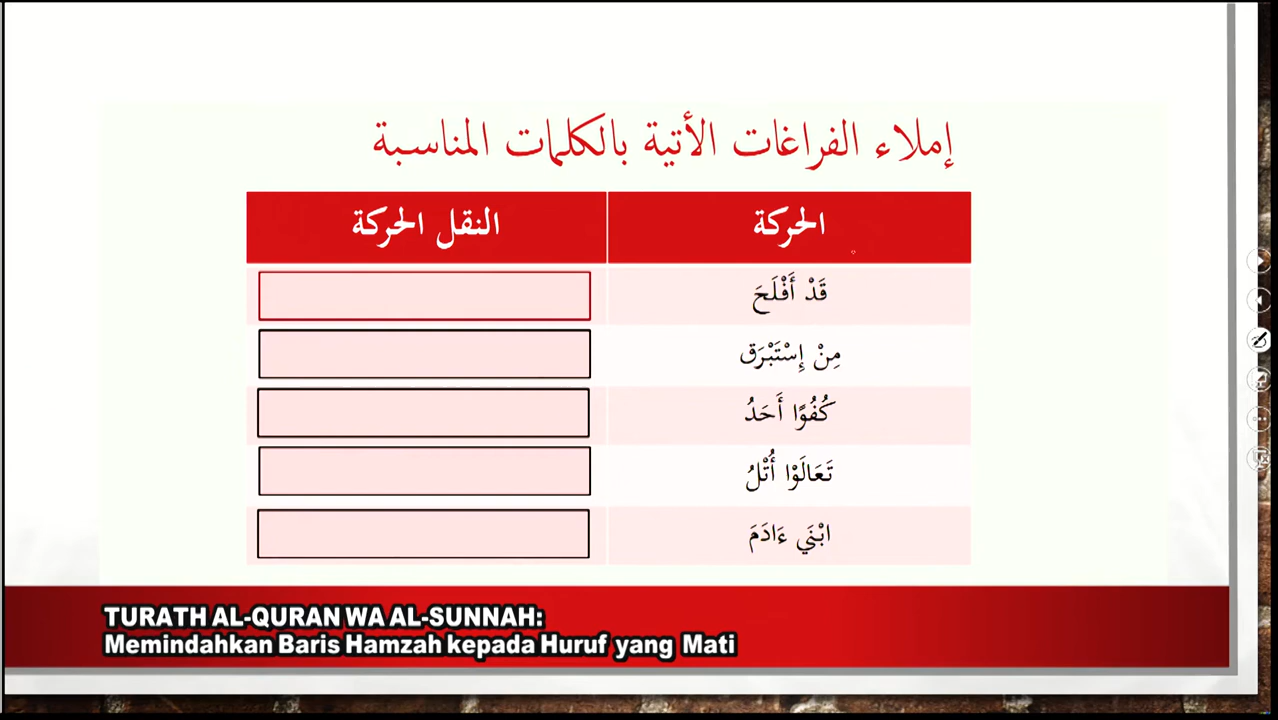 إملاء الفراغات الأتية بالكلمات المناسبة
الحركة
النقل الحركة
قَدْ أَفْلَحَ
مِنْ إِسْتَبْرَق
كُفُوًا أَحَدُ
تَعَالَوْا أُتْلُ
ابْنَي ءَادَمَ
TURATH AL-QURAN WA AL-SUNNAH:
Memindahkan Baris Hamzah kepada Huruf yang Mati